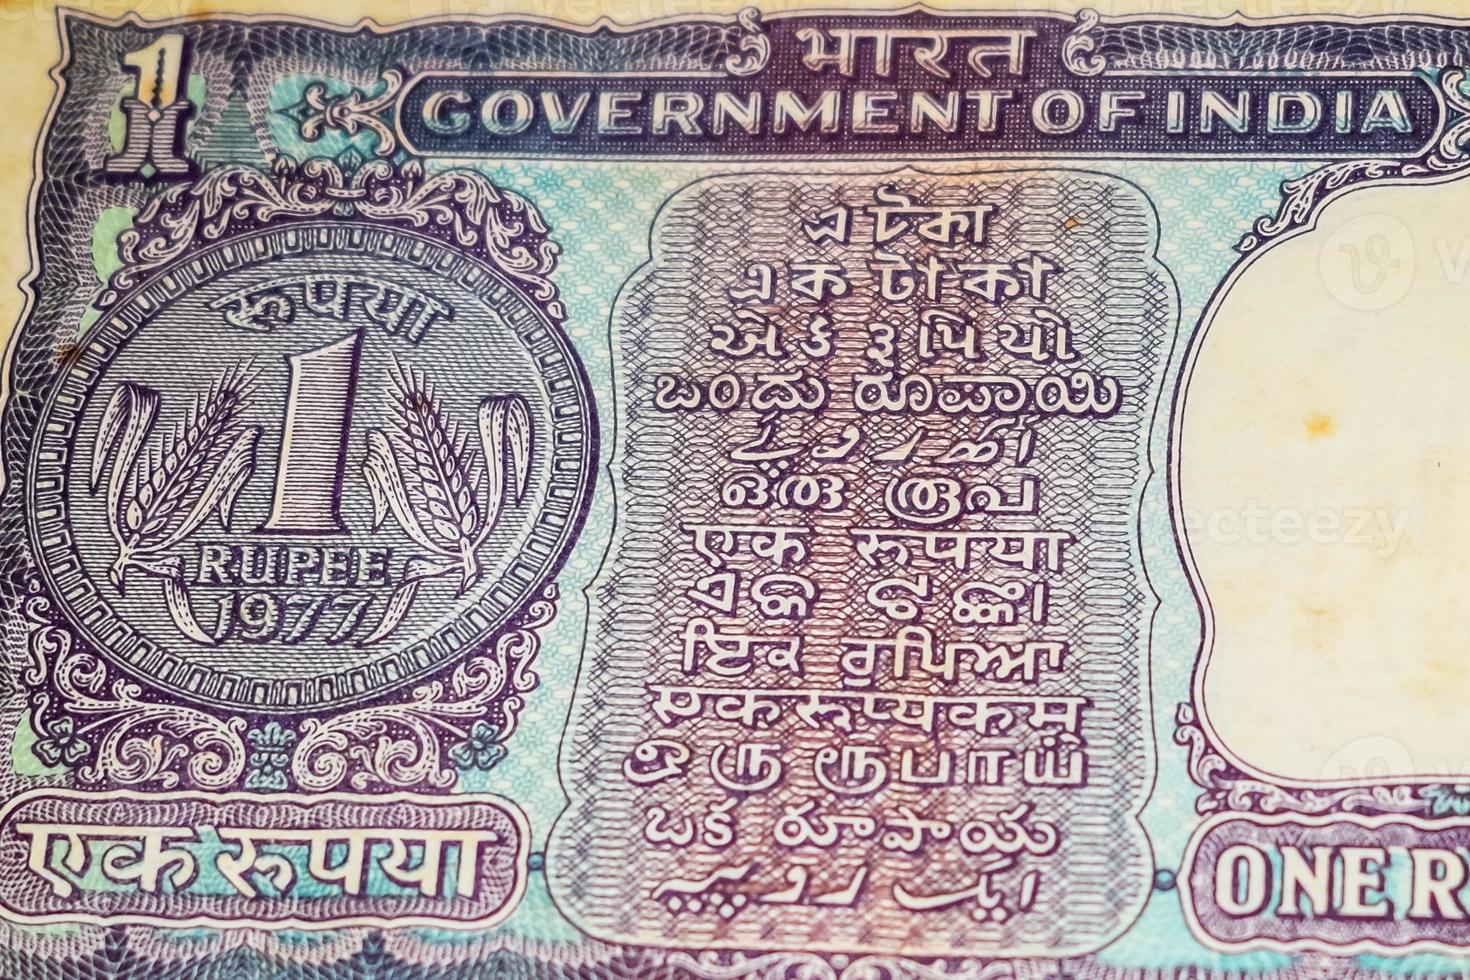 1
भारत
GOVERNMENT OF INDIA
रूपया
1
RUPEE
1977
এ টকা
এক টাকা
એક રૂપિયો
ಒಂದು ರೂಪಾಯಿ
ഒരു രൂപ
एक रुपया
ଏକ ଟଙ୍କା
ਇਕ ਰੁਪਿਆ
एकरूप्यकम्
ஒரு ரூபாய்
ఒక రూపాయి
ایک روپیہ
एक रुपया
ONE R